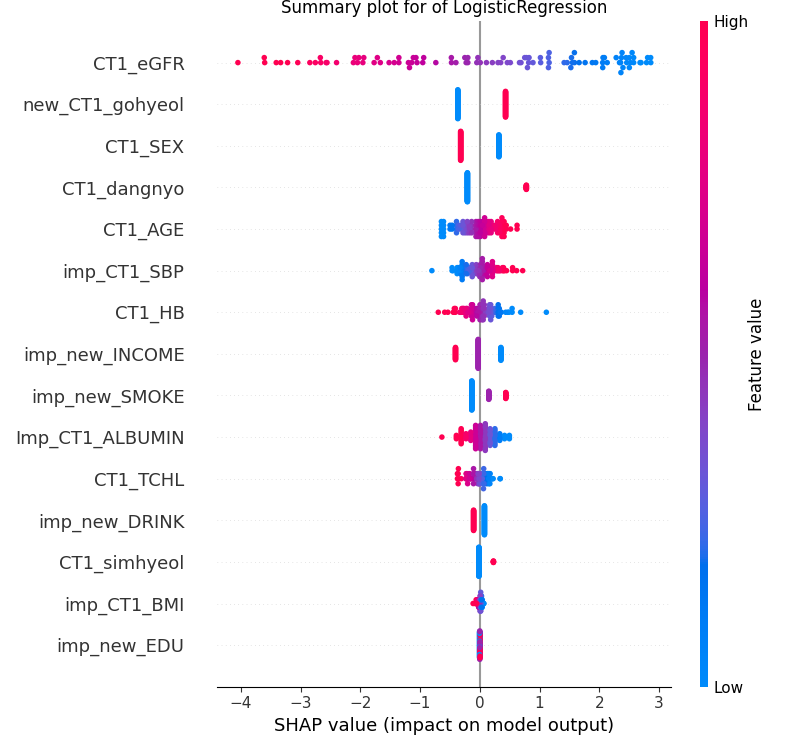 Summary plot for of LogisticRegression
High
CT1_eGFR
new_CT1_gohyeol
CT1_SEX
CT1_dangnyo
CT1_AGE
imp_CT1_SBP
CT1_HB
imp_new_INCOME
imp_new_SMOKE
Imp_CT1_ALBUMIN
CT1_TCHL
imp_new_DRINK
CT1_simhyeol
imp_CT1_BMI
imp_new_EDU
Feature value
Low
−4 −3 −2 −1 0 1 2 3
SHAP value (impact on model output)